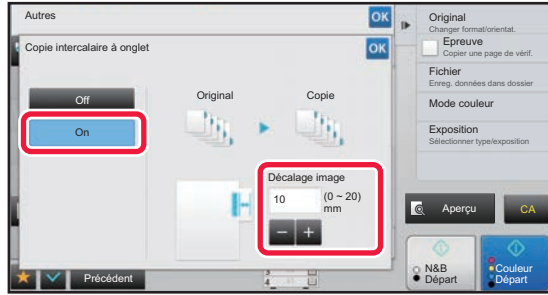 Autres
OK
Copie intercalaire à onglet
OK
Off
On
Original
Copie
Décalage image
10
(0 ~ 20)
mm
Précédent
Original
Changer format/orientat.
Epreuve
Copier une page de vérif.
Fichier
Enreg. données dans dossier
Mode couleur
Exposition
Sélectionner type/exposition
Aperçu
CA
N&B
Départ
Couleur
Départ